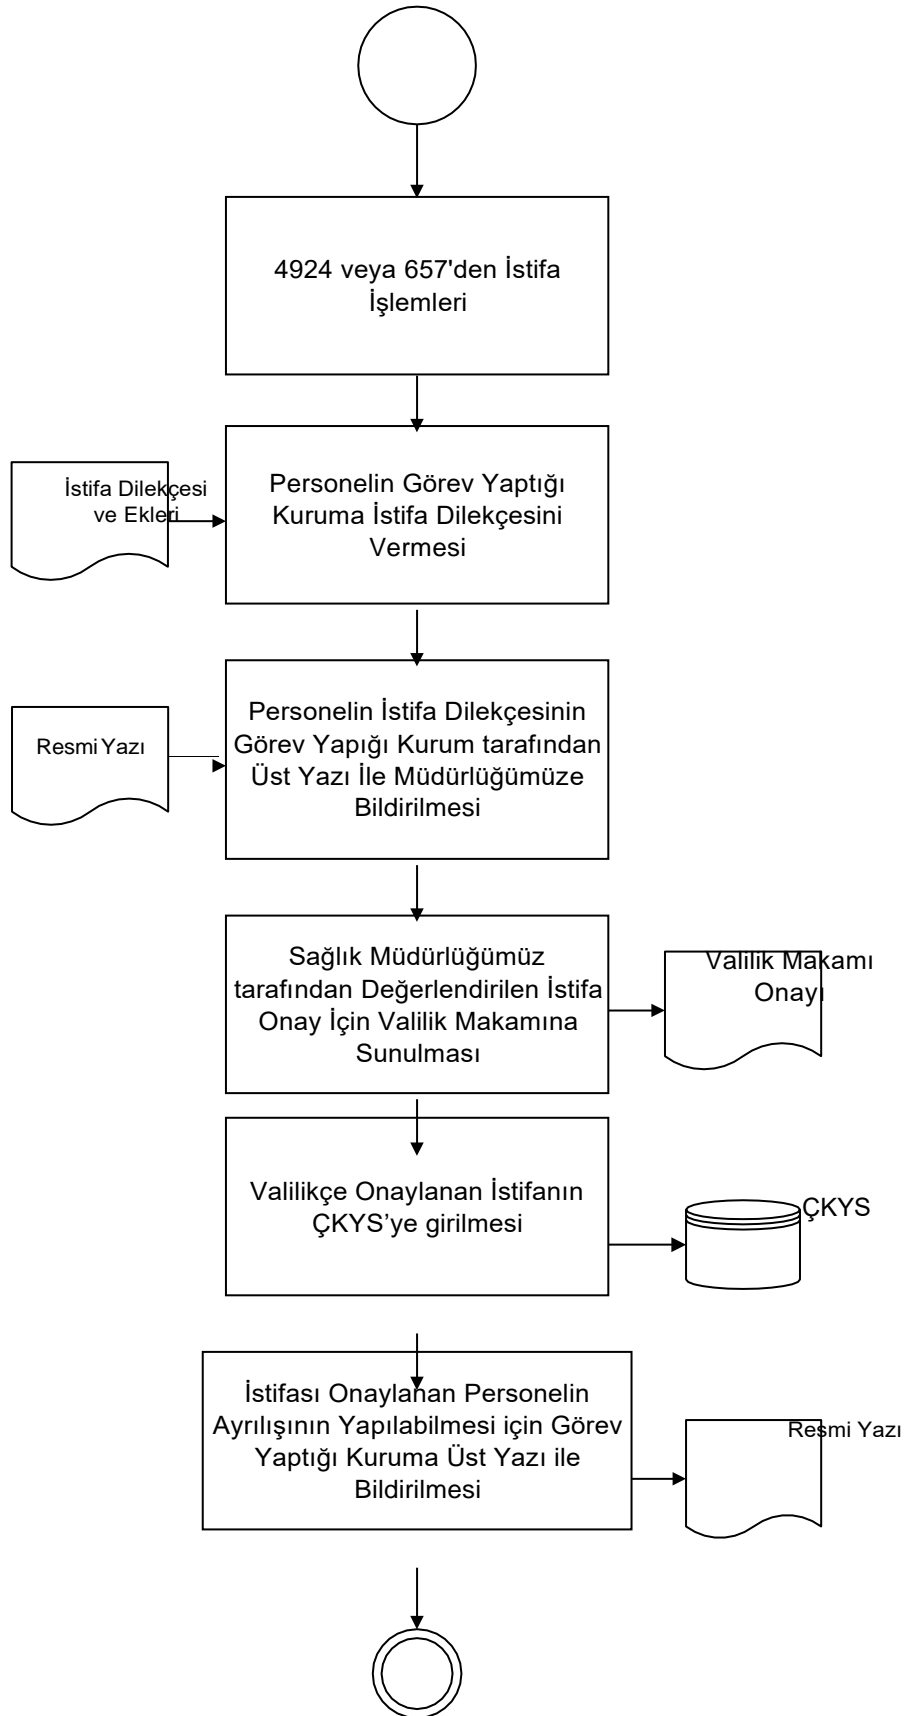 4924 veya 657'den İstifa
İşlemleri
İstifa Dilekçesi
ve Ekleri
Personelin Görev Yaptığı
Kuruma İstifa Dilekçesini
Vermesi
Resmi Yazı
Personelin İstifa Dilekçesinin
Görev Yapığı Kurum tarafından
Üst Yazı İle Müdürlüğümüze
Bildirilmesi
Sağlık Müdürlüğümüz
tarafından Değerlendirilen İstifa
Onay İçin Valilik Makamına
Sunulması
Valilik Makamı
Onayı
Valilikçe Onaylanan İstifanın
ÇKYS’ye girilmesi
ÇKYS
İstifası Onaylanan Personelin
Ayrılışının Yapılabilmesi için Görev
Yaptığı Kuruma Üst Yazı ile
Bildirilmesi
Resmi Yazı